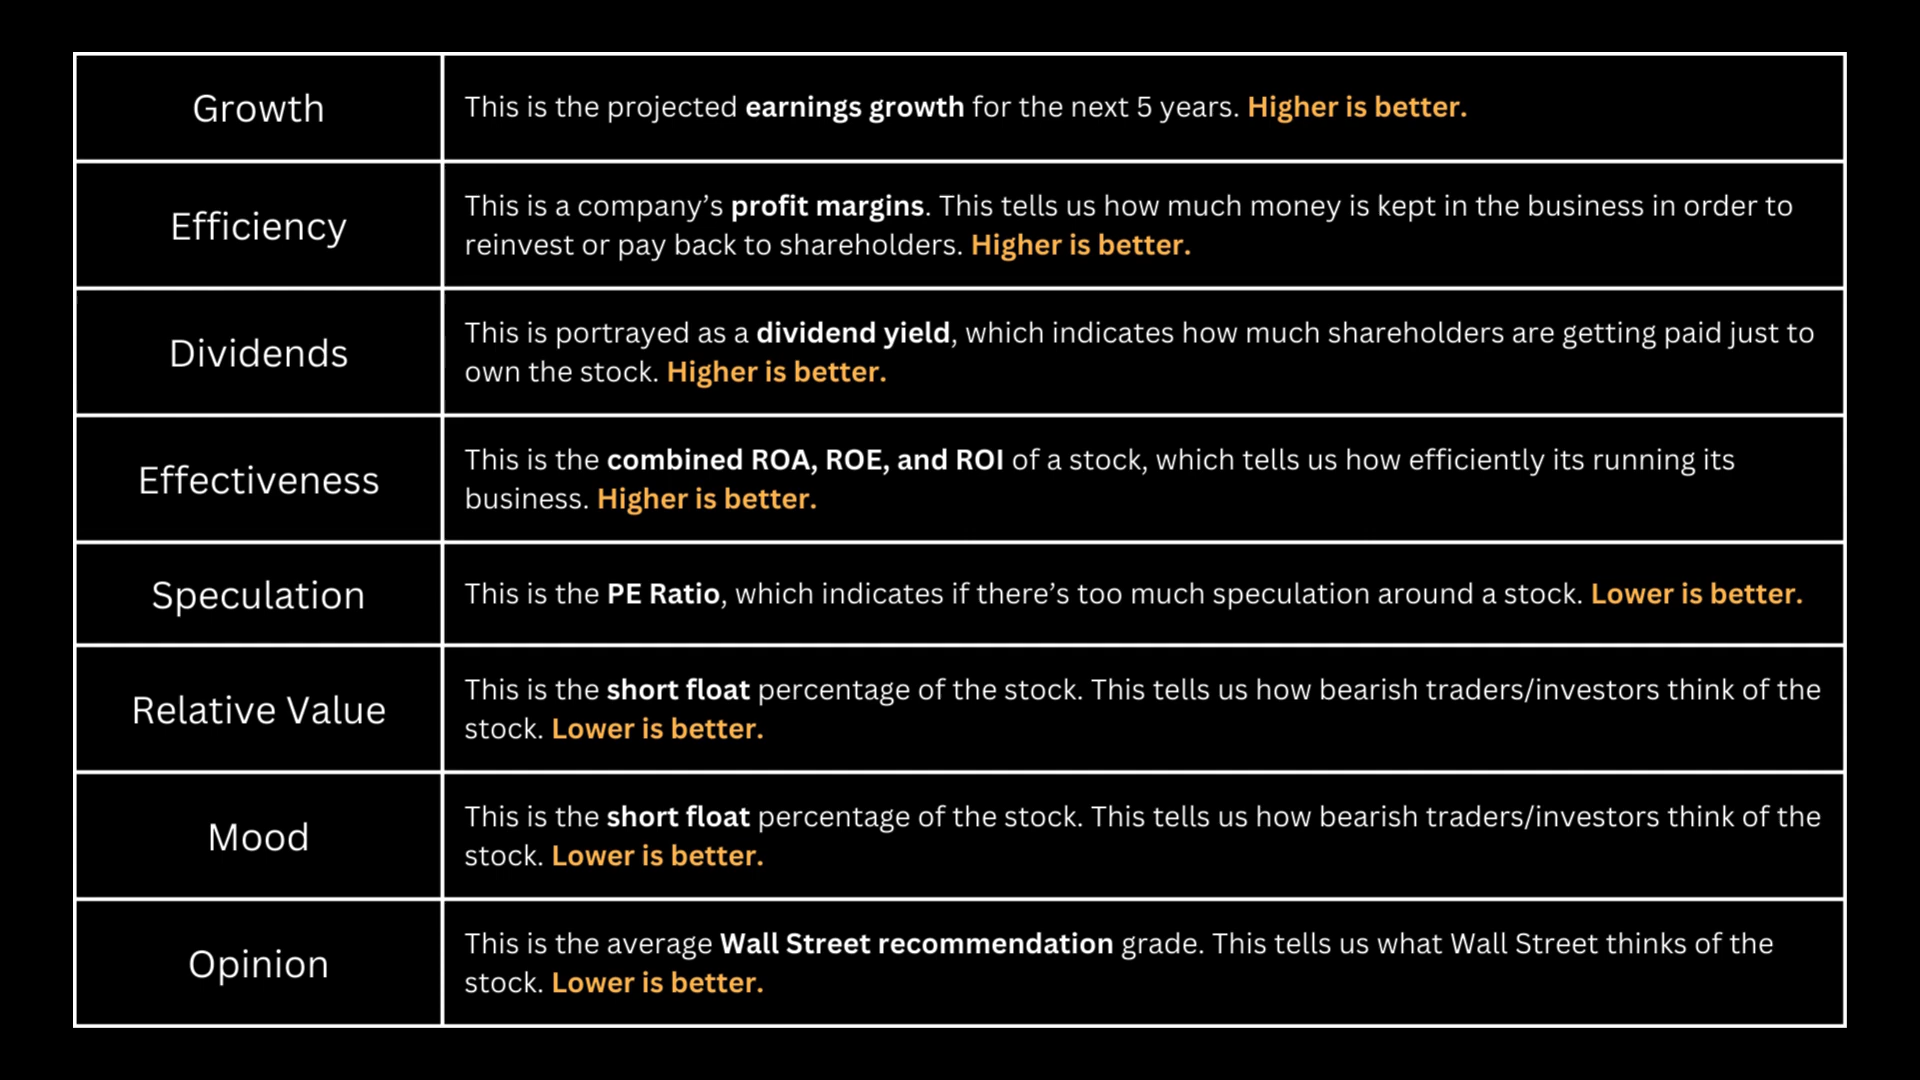 Growth
This is the projected earnings growth for the next 5 years. Higher is better.
Efficiency
This is a company’s profit margins. This tells us how much money is kept in the business in order to
reinvest or pay back to shareholders. Higher is better.
Dividends
This is portrayed as a dividend yield, which indicates how much shareholders are getting paid just to
own the stock. Higher is better.
Effectiveness
This is the combined ROA, ROE, and ROI of a stock, which tells us how efficiently its running its
business. Higher is better.
Speculation
This is the PE Ratio, which indicates if there’s too much speculation around a stock. Lower is better.
Relative Value
This is the short float percentage of the stock. This tells us how bearish traders/investors think of the
stock. Lower is better.
Mood
This is the short float percentage of the stock. This tells us how bearish traders/investors think of the
stock. Lower is better.
Opinion
This is the average Wall Street recommendation grade. This tells us what Wall Street thinks of the
stock. Lower is better.